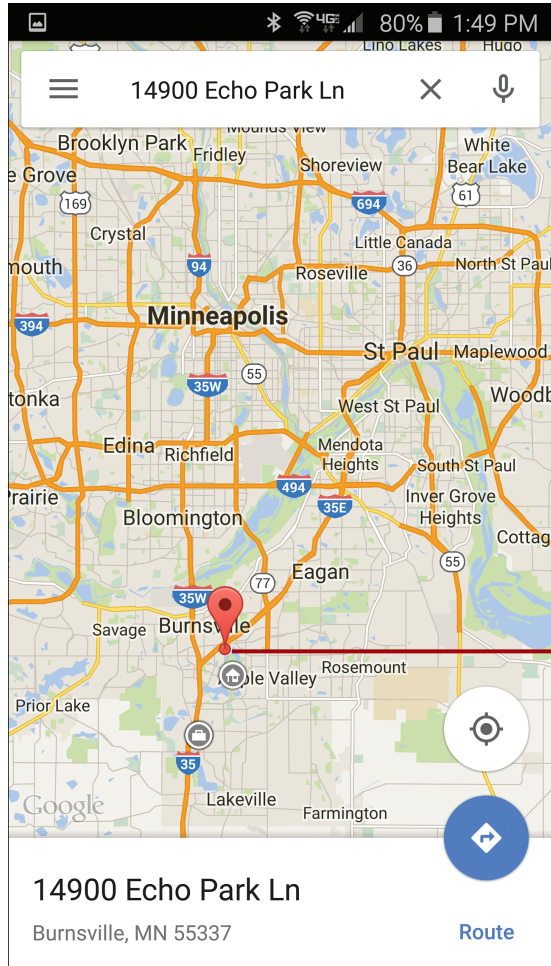 4G 80% 1:49 PM
Lino Lakes Hugo
14900 Echo Park Ln
Mounds View
Brooklyn Park
Fridley
Shoreview
White
Bear Lake
e Grove
169
694
61
Crystal
Little Canada
mouth
94
Roseville
36
North St Paul
394
Minneapolis
St Paul
Maplewood
55
35W
tonka
Woodb
West St Paul
Edina
Richfield
Mendota
Heights
South St Paul
Prairie
494
35E
Inver Grove
Heights
Bloomington
Cottag
55
Eagan
77
35W
Savage
Burnsville
Rosemount
ple Valley
Prior Lake
35
Google
Lakeville
Farmington
14900 Echo Park Ln
Burnsville, MN 55337
Route